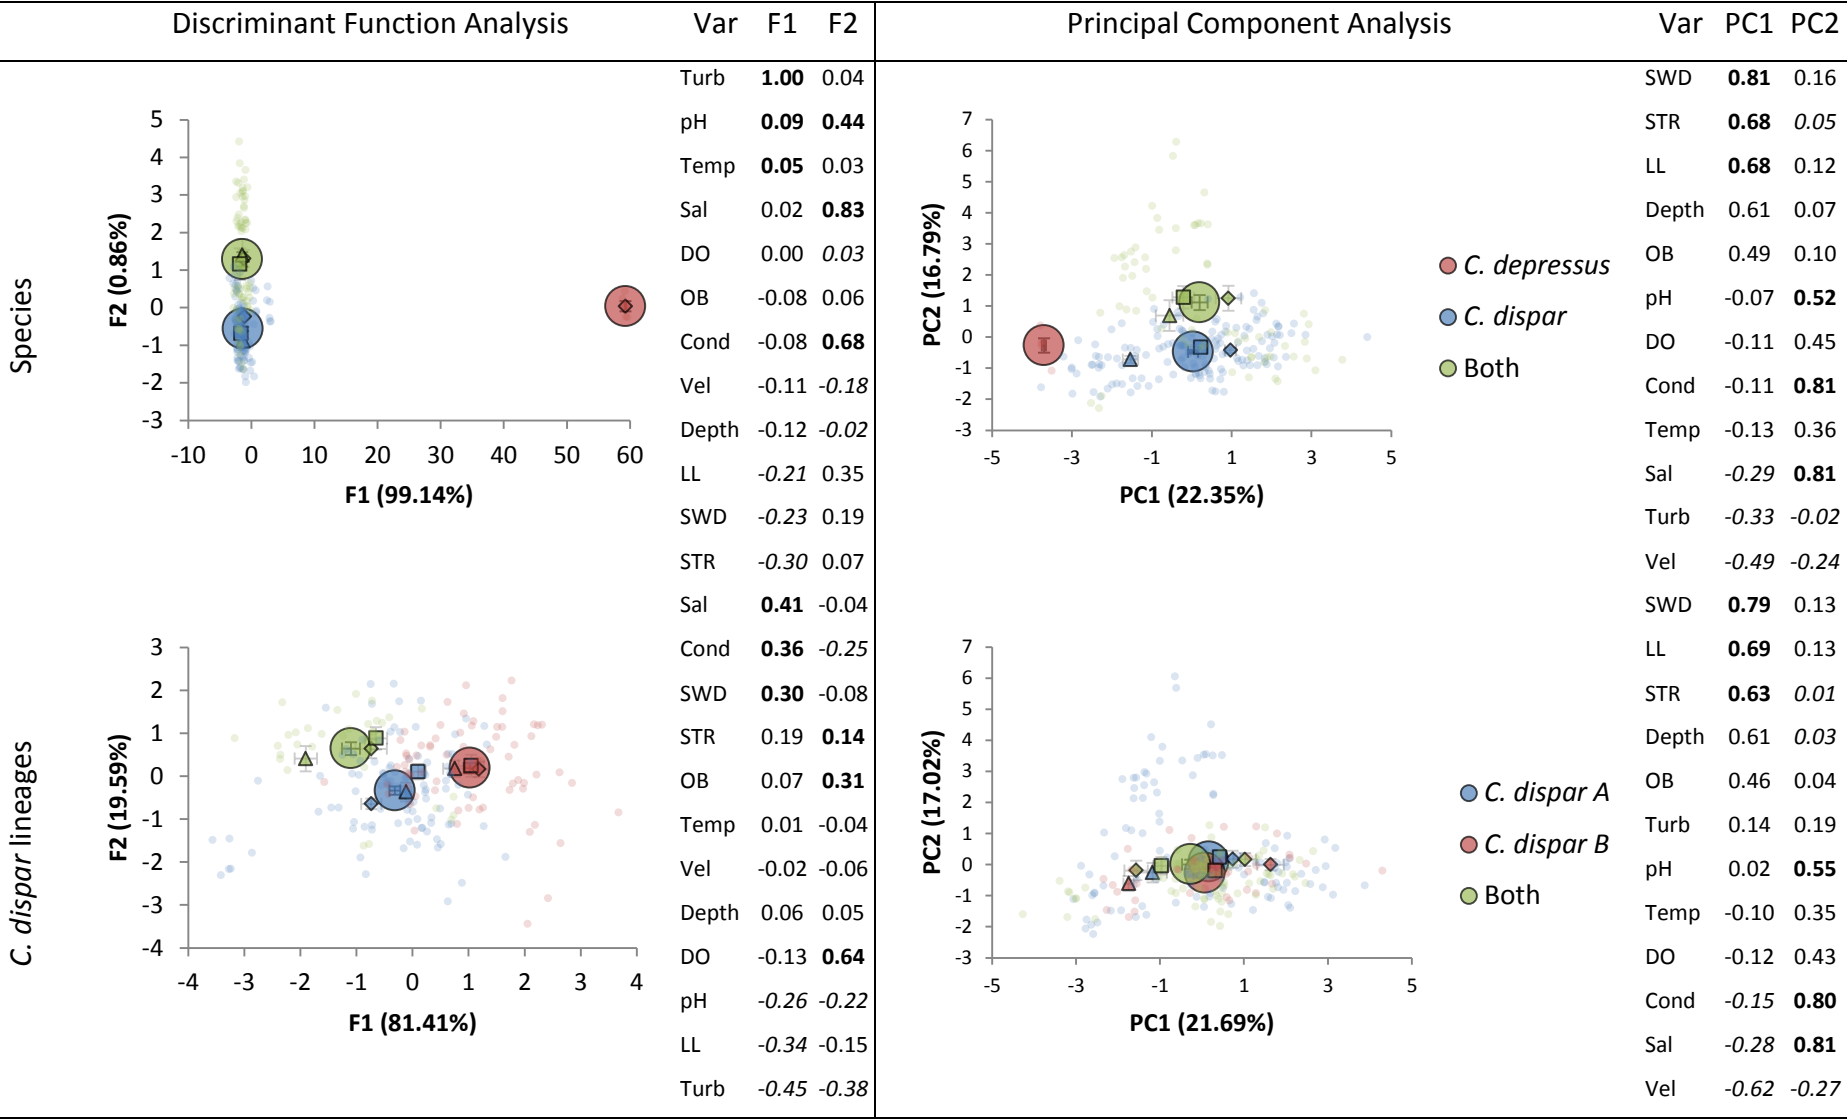 Discriminant Function Analysis Var F1 F2
Principal Component Analysis Var PC1 PC2
Species
5
4
3
2
1
0
-1
-2
-3
F2 (0.86%)
-10 0 10 20 30 40 50 60
F1 (99.14%)
Turb 1.00 0.04
pH 0.09 0.44
Temp 0.05 0.03
Sal 0.02 0.83
DO 0.00 0.03
OB -0.08 0.06
Cond -0.08 0.68
Vel -0.11 -0.18
Depth -0.12 -0.02
LL -0.21 0.35
SWD -0.23 0.19
STR -0.30 0.07
7
6
5
4
3
2
1
0
-1
-2
-3
PC2 (16.79%)
-5 -3 -1 1 3 5
PC1 (22.35%)
C. depressus
C. dispar
Both
SWD 0.81 0.16
STR 0.68 0.05
LL 0.68 0.12
Depth 0.61 0.07
OB 0.49 0.10
pH -0.07 0.52
DO -0.11 0.45
Cond -0.11 0.81
Temp -0.13 0.36
Sal -0.29 0.81
Turb -0.33 -0.02
Vel -0.49 -0.24
C. dispar lineages
3
2
1
0
-1
-2
-3
-4
F2 (19.59%)
-4 -3 -2 -1 0 1 2 3 4
F1 (81.41%)
Sal 0.41 -0.04
Cond 0.36 -0.25
SWD 0.30 -0.08
STR 0.19 0.14
OB 0.07 0.31
Temp 0.01 -0.04
Vel -0.02 -0.06
Depth 0.06 0.05
DO -0.13 0.64
pH -0.26 -0.22
LL -0.34 -0.15
Turb -0.45 -0.38
7
6
5
4
3
2
1
0
-1
-2
-3
PC2 (17.02%)
-5 -3 -1 1 3 5
PC1 (21.69%)
C. dispar A
C. dispar B
Both
SWD 0.79 0.13
LL 0.69 0.13
STR 0.63 0.01
Depth 0.61 0.03
OB 0.46 0.04
Turb 0.14 0.19
pH 0.02 0.55
Temp -0.10 0.35
DO -0.12 0.43
Cond -0.15 0.80
Sal -0.28 0.81
Vel -0.62 -0.27